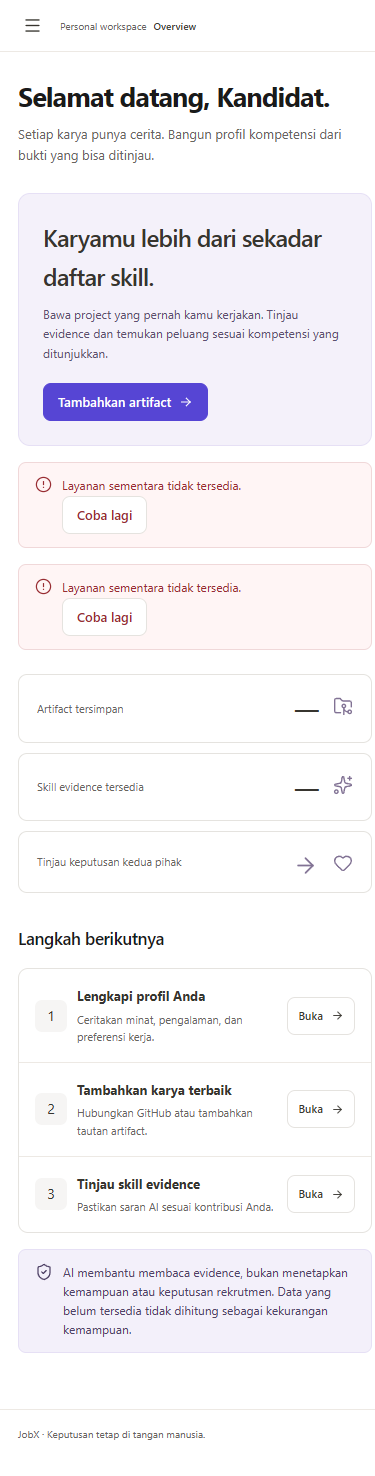 Personal workspace Overview
Selamat datang, Kandidat.
Setiap karya punya cerita. Bangun profil kompetensi dari
bukti yang bisa ditinjau.
Karyamu lebih dari sekadar
daftar skill.
Bawa project yang pernah kamu kerjakan. Tinjau
evidence dan temukan peluang sesuai kompetensi yang
ditunjukkan.
Tambahkan artifact
Layanan sementara tidak tersedia.
Coba lagi
Layanan sementara tidak tersedia.
Coba lagi
Artifact tersimpan —
Skill evidence tersedia —
Tinjau keputusan kedua pihak
Langkah berikutnya
1
Lengkapi profil Anda
Ceritakan minat, pengalaman, dan
preferensi kerja.
Buka
2
Tambahkan karya terbaik
Hubungkan GitHub atau tambahkan
tautan artifact.
Buka
3
Tinjau skill evidence
Pastikan saran AI sesuai kontribusi Anda.
Buka
AI membantu membaca evidence, bukan menetapkan
kemampuan atau keputusan rekrutmen. Data yang
belum tersedia tidak dihitung sebagai kekurangan
kemampuan.
JobX · Keputusan tetap di tangan manusia.